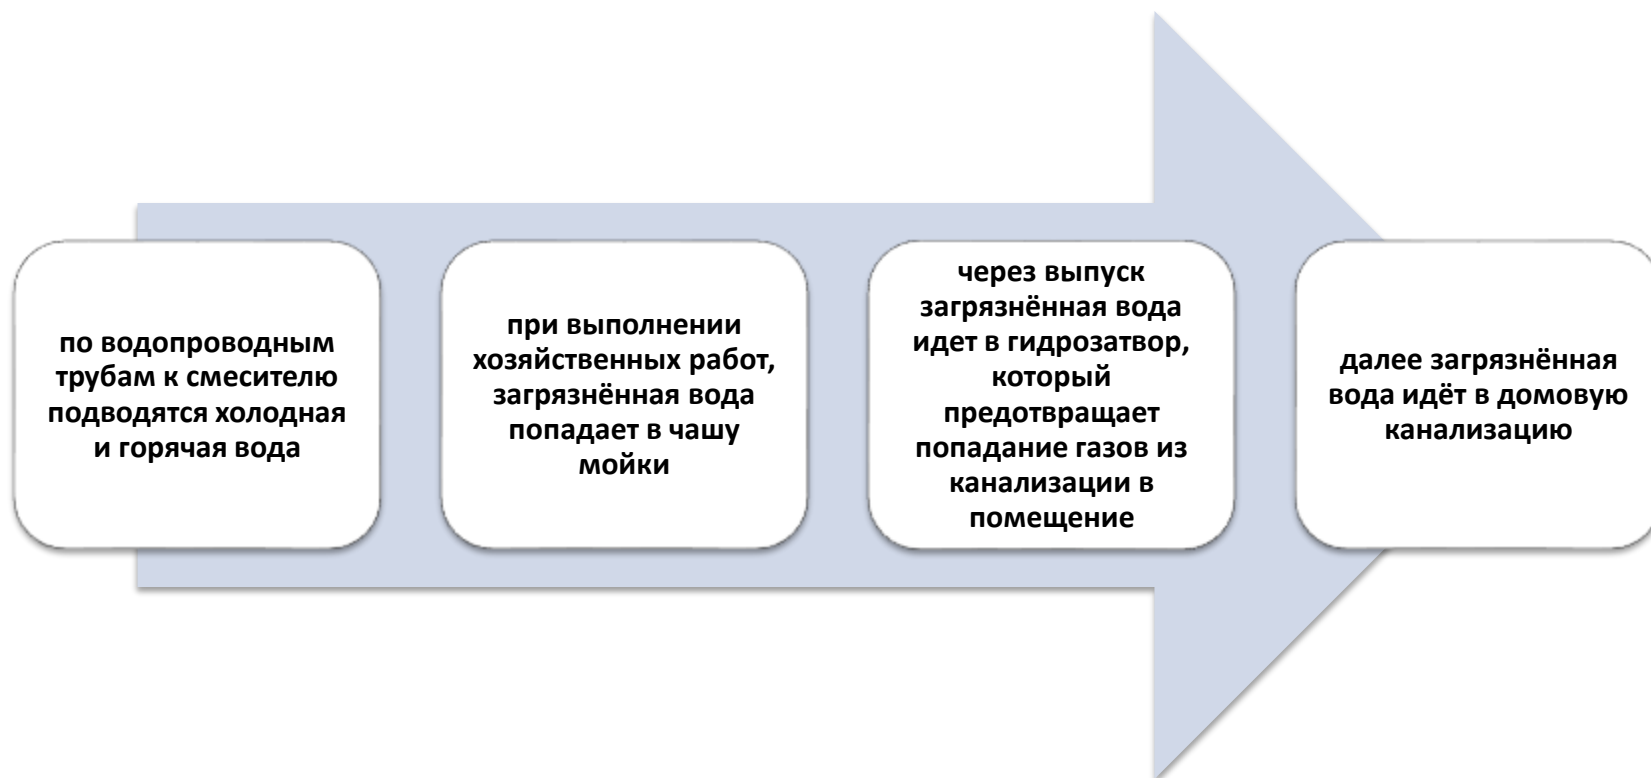 по водопроводным
трубам к смесителю
подводятся холодная
и горячая вода
при выполнении
хозяйственных работ,
загрязнённая вода
попадает в чашу
мойки
через выпуск
загрязнённая вода
идет в гидрозатвор,
который
предотвращает
попадание газов из
канализации в
помещение
далее загрязнённая
вода идёт в домовую
канализацию